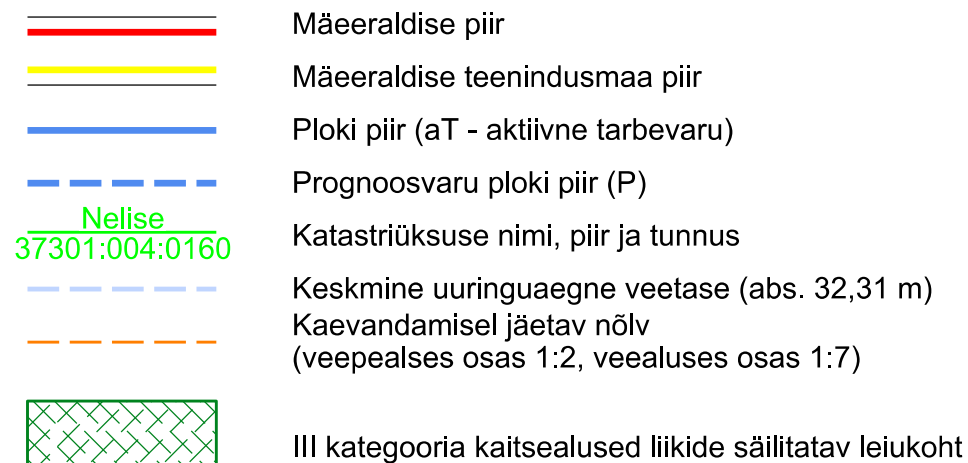 Mäeeraldise piir
Mäeeraldise teenindusmaa piir
Ploki piir (aT - aktiivne tarbevaru)
Prognoosvaru ploki piir (P)
Nelise
37301:004:0160
Katastriüksuse nimi, piir ja tunnus
Keskmine uuringuaegne veetase (abs. 32,31 m)
Kaevandamisel jäetav nõlv
(veepealses osas 1:2, veealuses osas 1:7)
III kategooria kaitsealused liikide säilitatav leiukoht